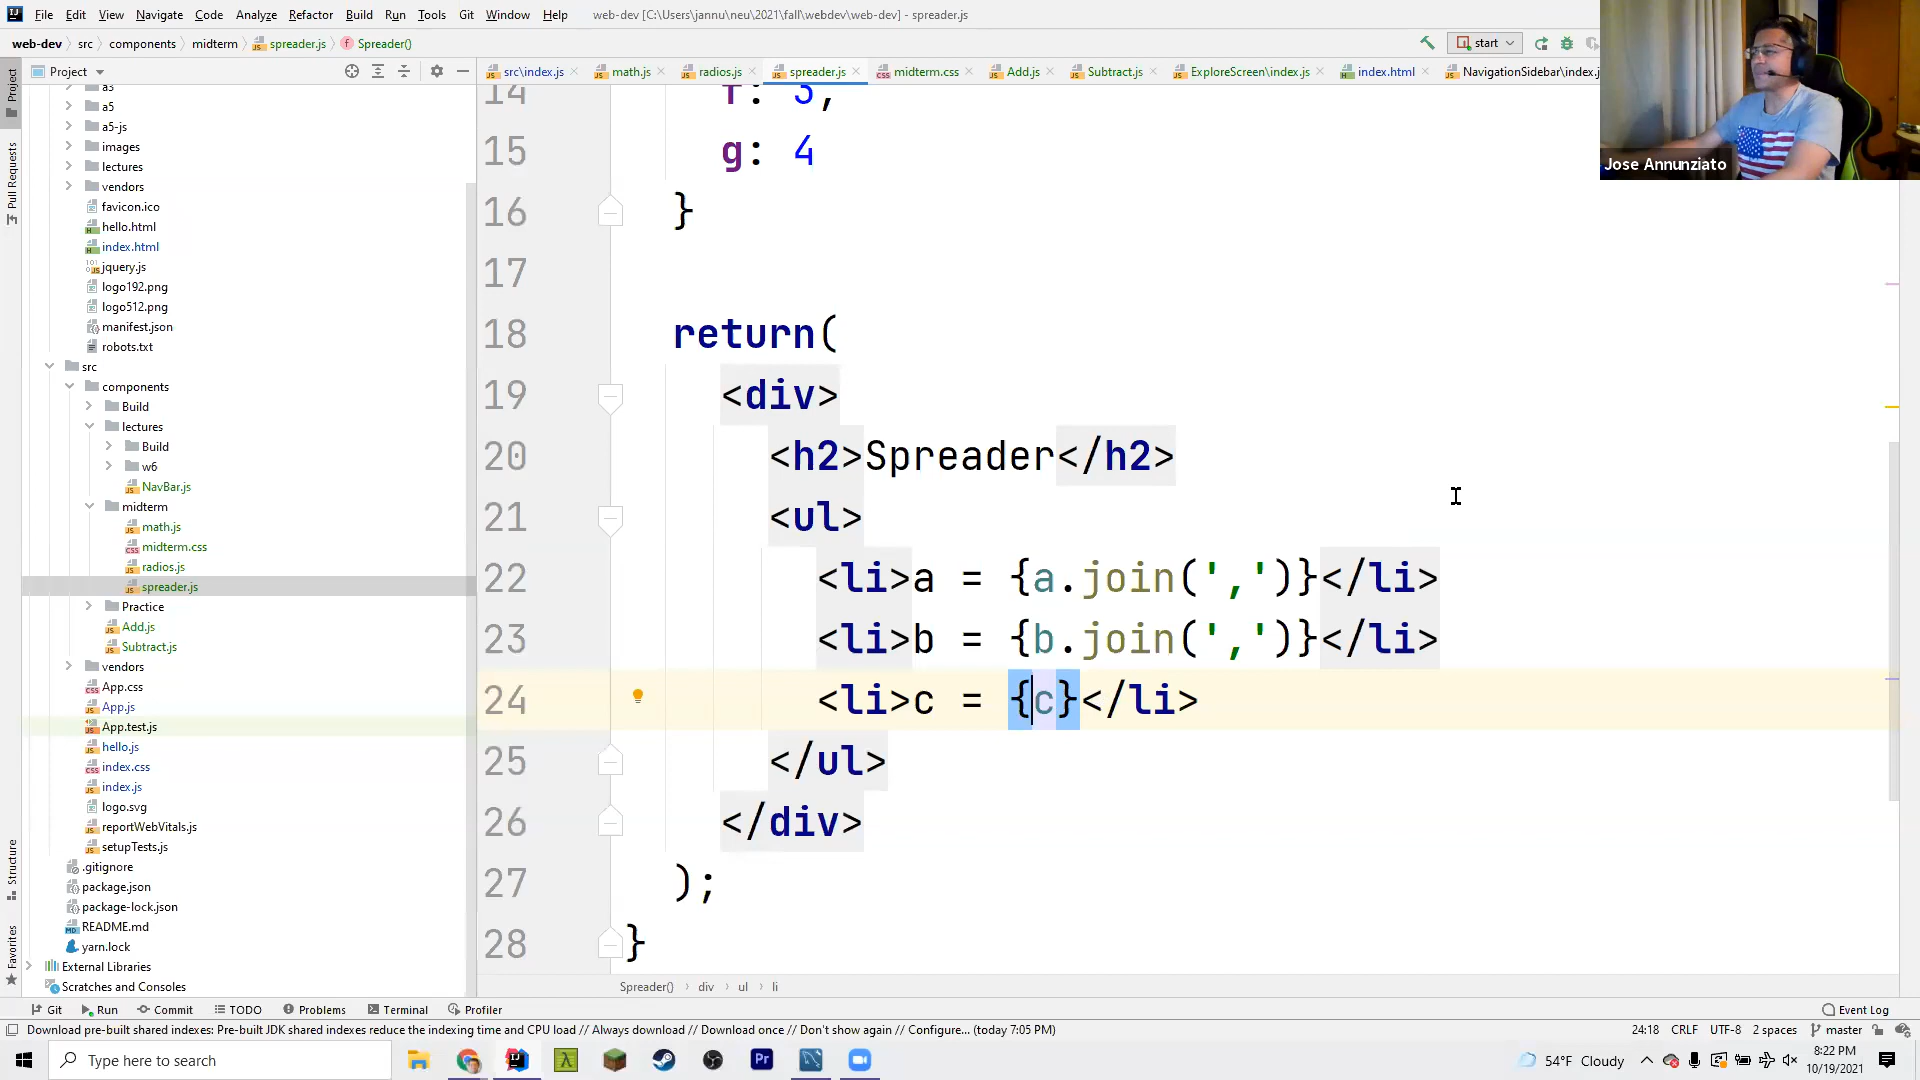 File Edit View Navigate Code Analyze Refactor Build Run Tools Git Window Help web-dev [C:\Users\jannu\neu\2021\fall\webdev\web-dev] - spreader.js
web-dev src components midterm spreader.js Spreader() start
Project
src\index.js math.js radios.js spreader.js midterm.css Add.js Subtract.js ExploreScreen\index.js index.html NavigationSidebar\index.j
Jose Annunziato
Project
Pull Requests
Structure
Favorites
a3
a5
a5-js
images
lectures
vendors
favicon.ico
hello.html
index.html
jquery.js
logo192.png
logo512.png
manifest.json
robots.txt
src
components
Build
lectures
Build
w6
NavBar.js
midterm
math.js
midterm.css
radios.js
spreader.js
Practice
Add.js
Subtract.js
vendors
App.css
App.js
App.test.js
hello.js
index.css
index.js
logo.svg
reportWebVitals.js
setupTests.js
.gitignore
package.json
package-lock.json
README.md
yarn.lock
External Libraries
Scratches and Consoles
14 f: 3,
15 g: 4
16 }
17
18 return(
19 <div>
20 <h2>Spreader</h2>
21 <ul>
22 <li>a = {a.join(',')}</li>
23 <li>b = {b.join(',')}</li>
24 <li>c = {c}</li>
25 </ul>
26 </div>
27 );
28 }
Spreader() div ul li
Git Run Commit TODO Problems Terminal Profiler Event Log
Download pre-built shared indexes: Pre-built JDK shared indexes reduce the indexing time and CPU load // Always download // Download once // Don't show again // Configure... (today 7:05 PM) 24:18 CRLF UTF-8 2 spaces master
Type here to search
54°F Cloudy
8:22 PM
10/19/2021